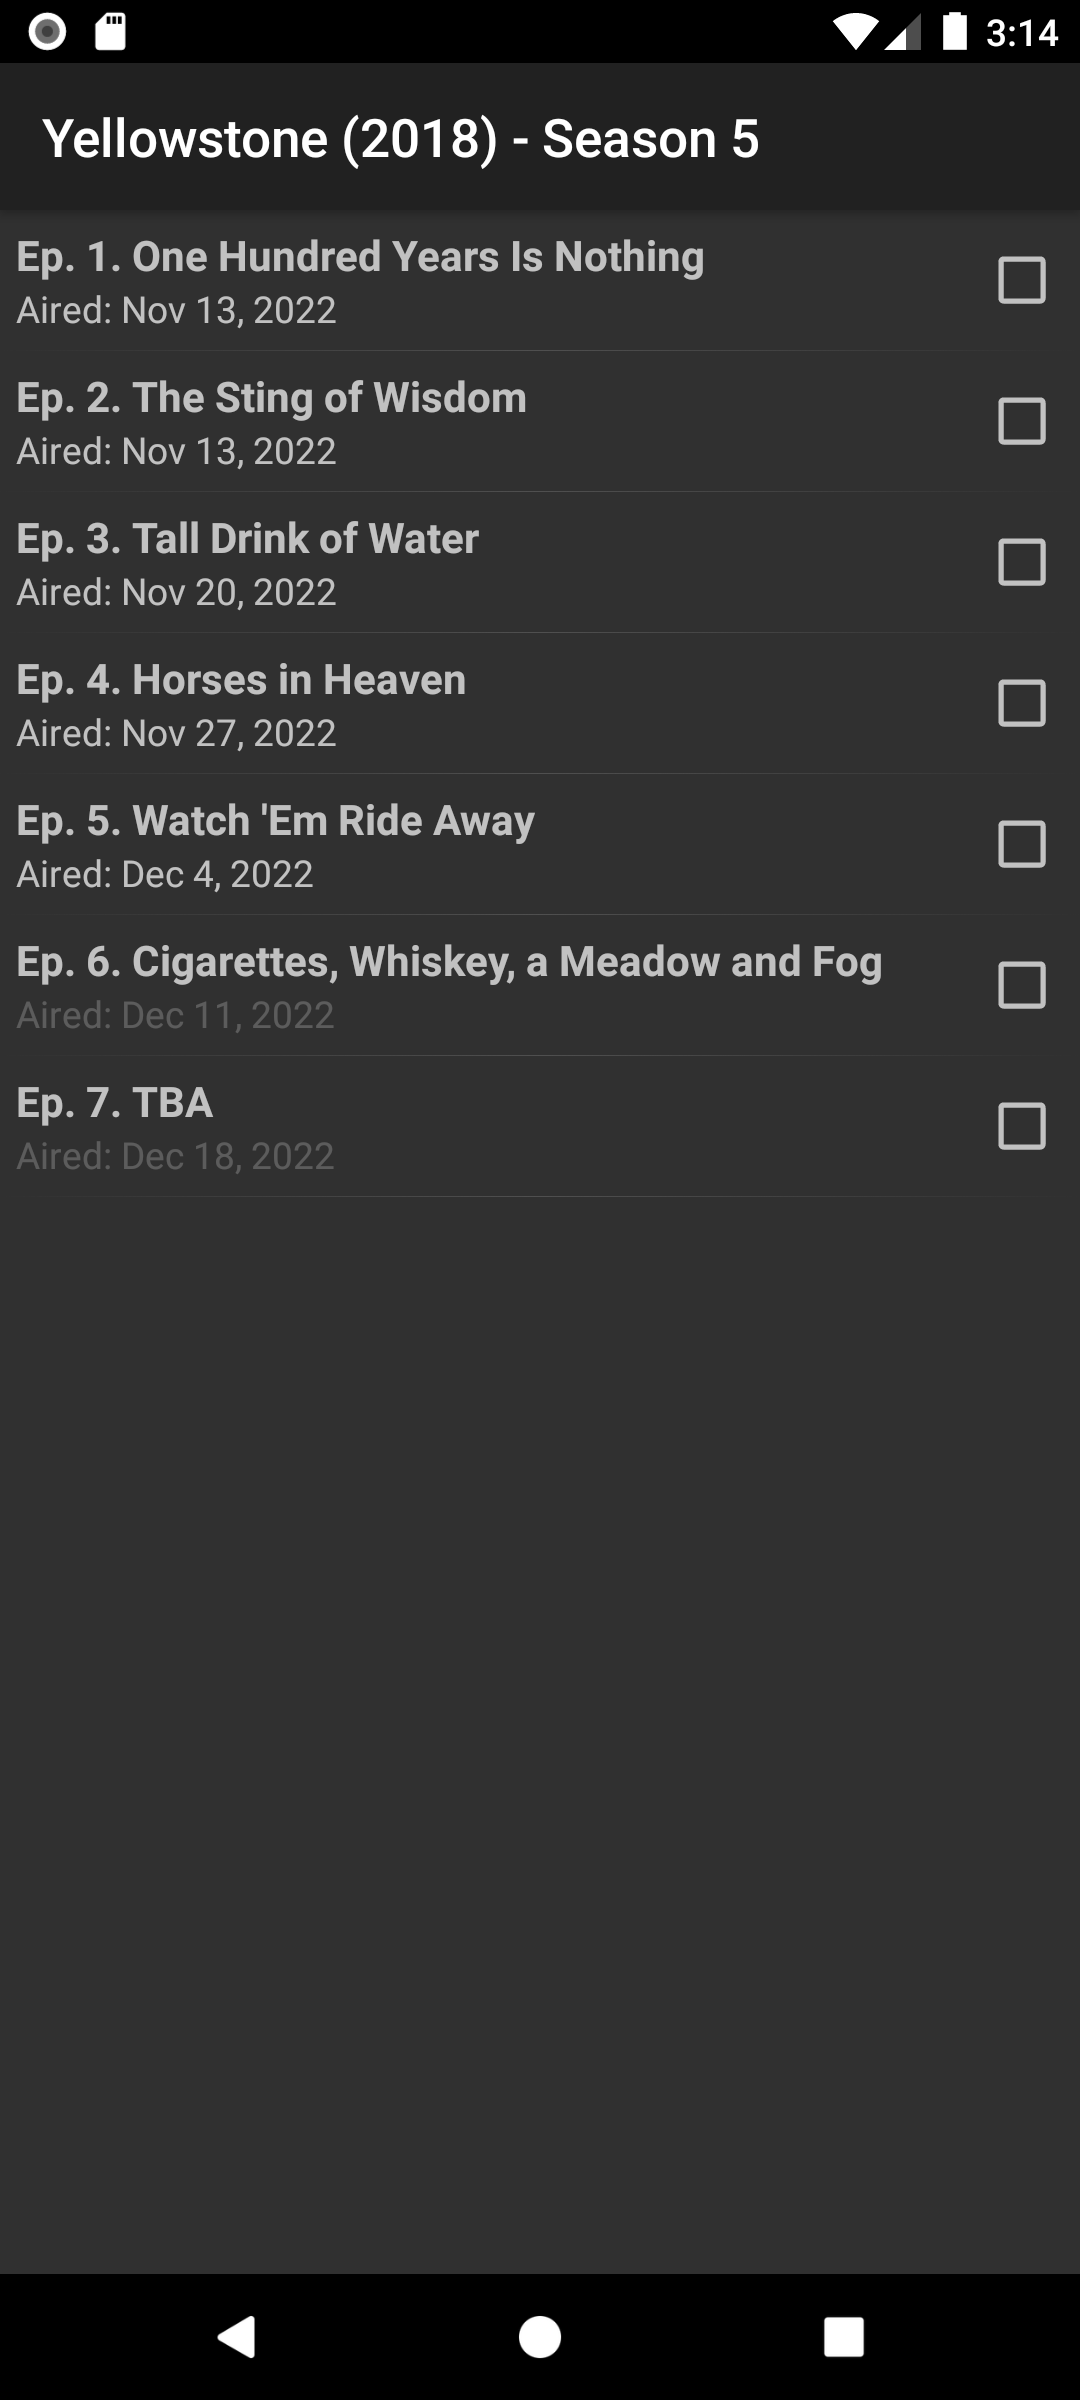 3:14
Yellowstone (2018) - Season 5
Ep. 1. One Hundred Years Is Nothing
Aired: Nov 13, 2022
Ep. 2. The Sting of Wisdom
Aired: Nov 13, 2022
Ep. 3. Tall Drink of Water
Aired: Nov 20, 2022
Ep. 4. Horses in Heaven
Aired: Nov 27, 2022
Ep. 5. Watch 'Em Ride Away
Aired: Dec 4, 2022
Ep. 6. Cigarettes, Whiskey, a Meadow and Fog
Aired: Dec 11, 2022
Ep. 7. TBA
Aired: Dec 18, 2022